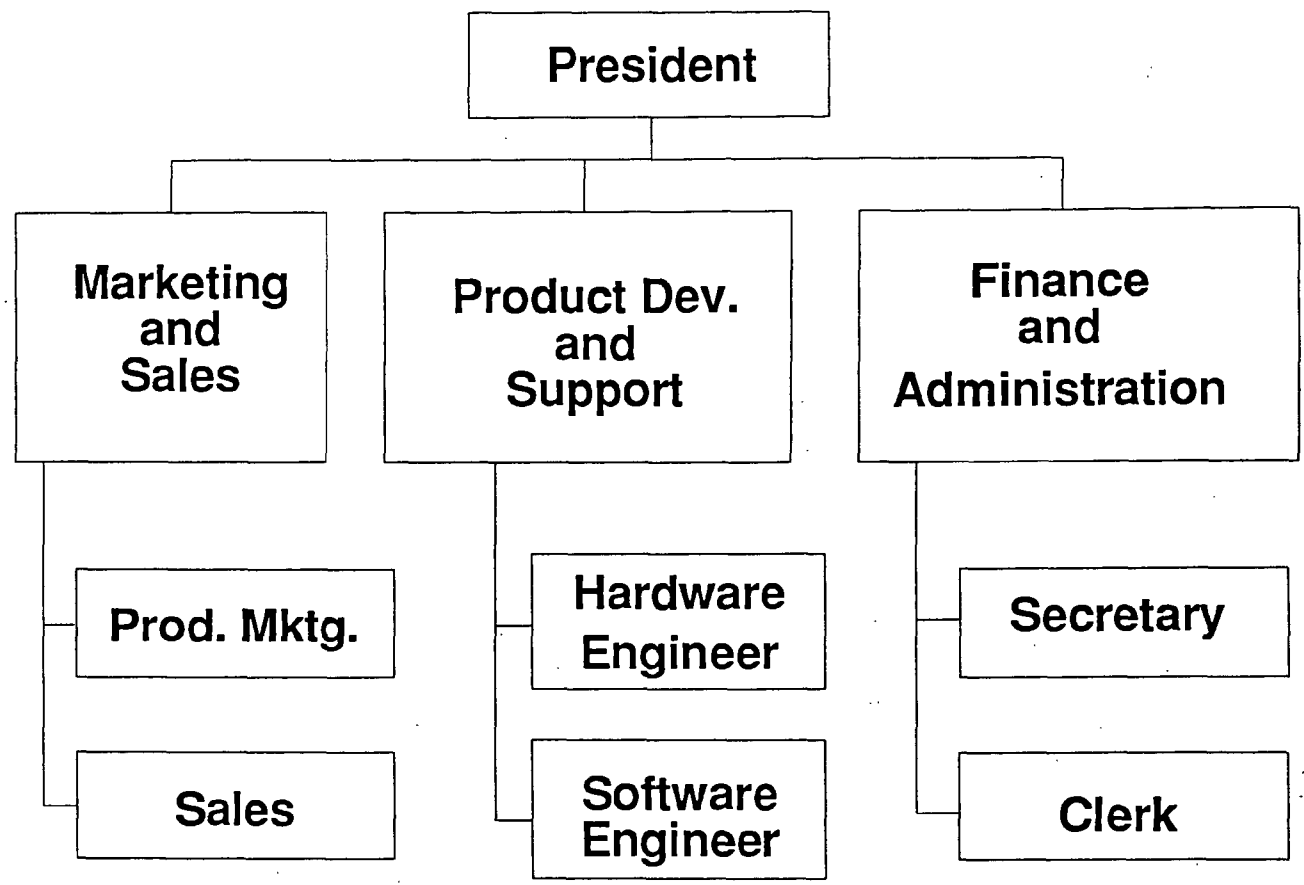 President
Marketing
and
Sales
Product Dev.
and
Support
Finance
and
Administration
Prod. Mktg.
Hardware
Engineer
Secretary
Sales
Software
Engineer
Clerk